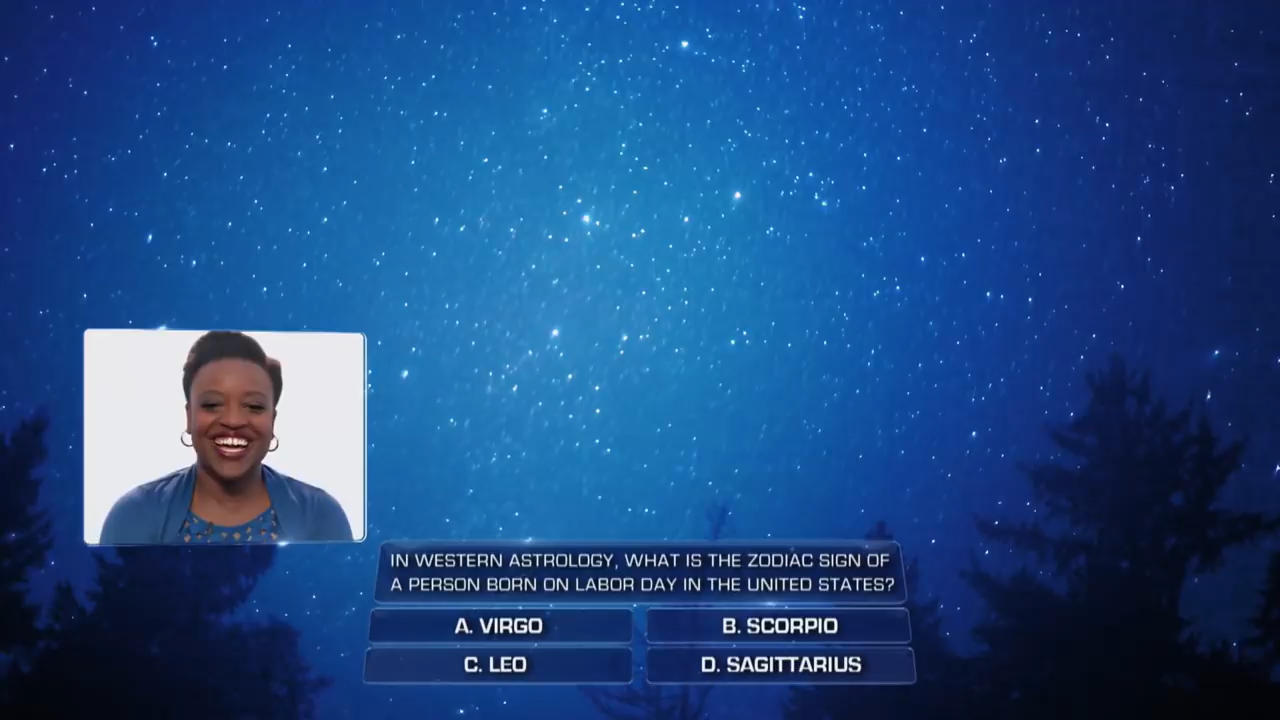 IN WESTERN ASTROLOGY, WHAT IS THE ZODIAC SIGN OF
A PERSON BORN ON LABOR DAY IN THE UNITED STATES?
A. VIRGO
B. SCORPIO
C. LEO
D. SAGITTARIUS